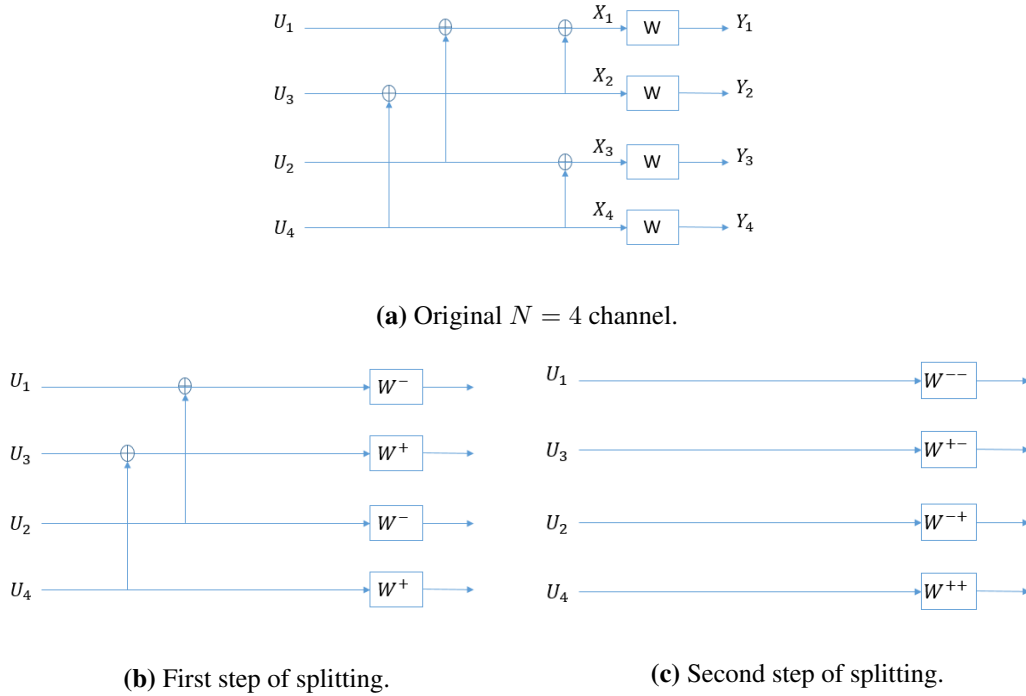 U₁ X₁ W Y₁
U₃ X₂ W Y₂
U₂ X₃ W Y₃
U₄ X₄ W Y₄
(a) Original N = 4 channel.
U₁ W⁻
U₃ W⁺
U₂ W⁻
U₄ W⁺
(b) First step of splitting.
U₁ W⁻⁻
U₃ W⁺⁻
U₂ W⁻⁺
U₄ W⁺⁺
(c) Second step of splitting.